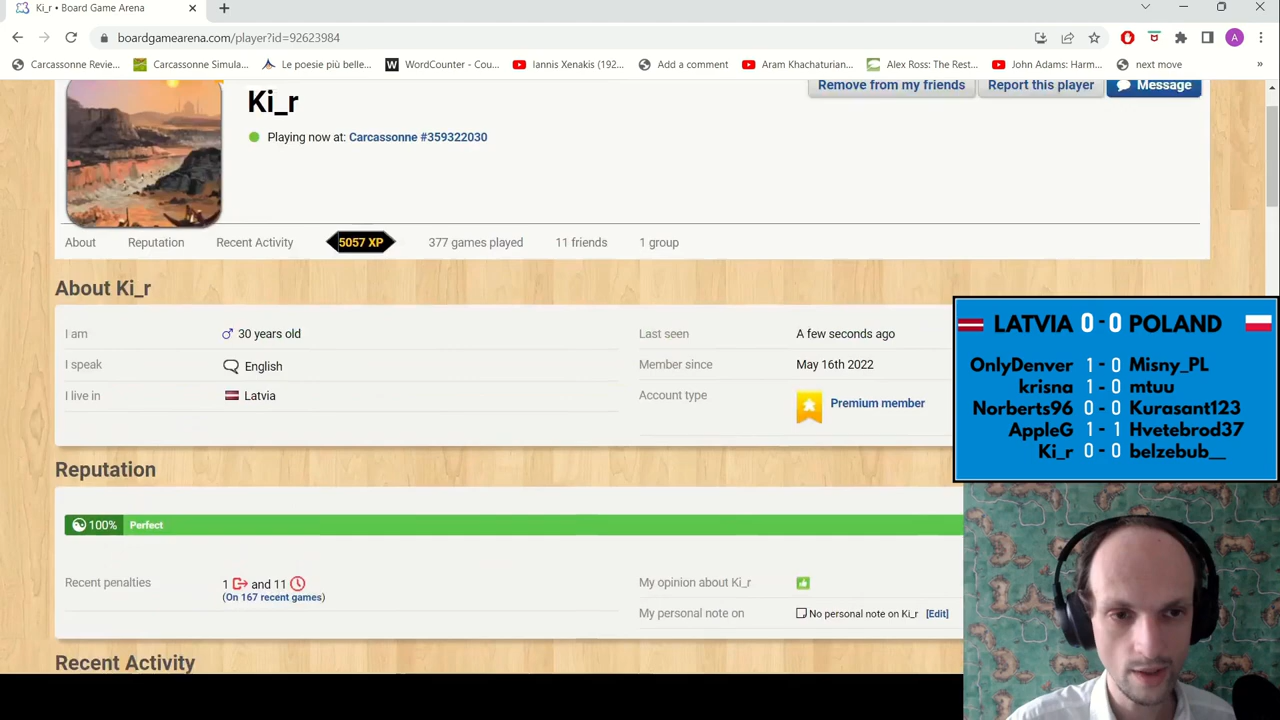 Ki_r • Board Game Arena
boardgamearena.com/player?id=92623984
A
Carcassonne Revie...
Carcassonne Simula...
Le poesie più belle...
W
WordCounter - Cou...
Iannis Xenakis (192...
Add a comment
Aram Khachaturian...
Alex Ross: The Rest...
John Adams: Harm...
next move
»
Ki_r
Remove from my friends
Report this player
Message
Playing now at: Carcassonne #359322030
About
Reputation
Recent Activity
5057 XP
377 games played
11 friends
1 group
About Ki_r
I am
♂ 30 years old
I speak
English
I live in
Latvia
Last seen
A few seconds ago
Member since
May 16th 2022
Account type
Premium member
LATVIA 0 - 0 POLAND
OnlyDenver 1 - 0 Misny_PL
krisna 1 - 0 mtuu
Norberts96 0 - 0 Kurasant123
AppleG 1 - 1 Hvetebrod37
Ki_r 0 - 0 belzebub__
Reputation
100% Perfect
Recent penalties
1 and 11
(On 167 recent games)
My opinion about Ki_r
My personal note on
No personal note on Ki_r [Edit]
Recent Activity